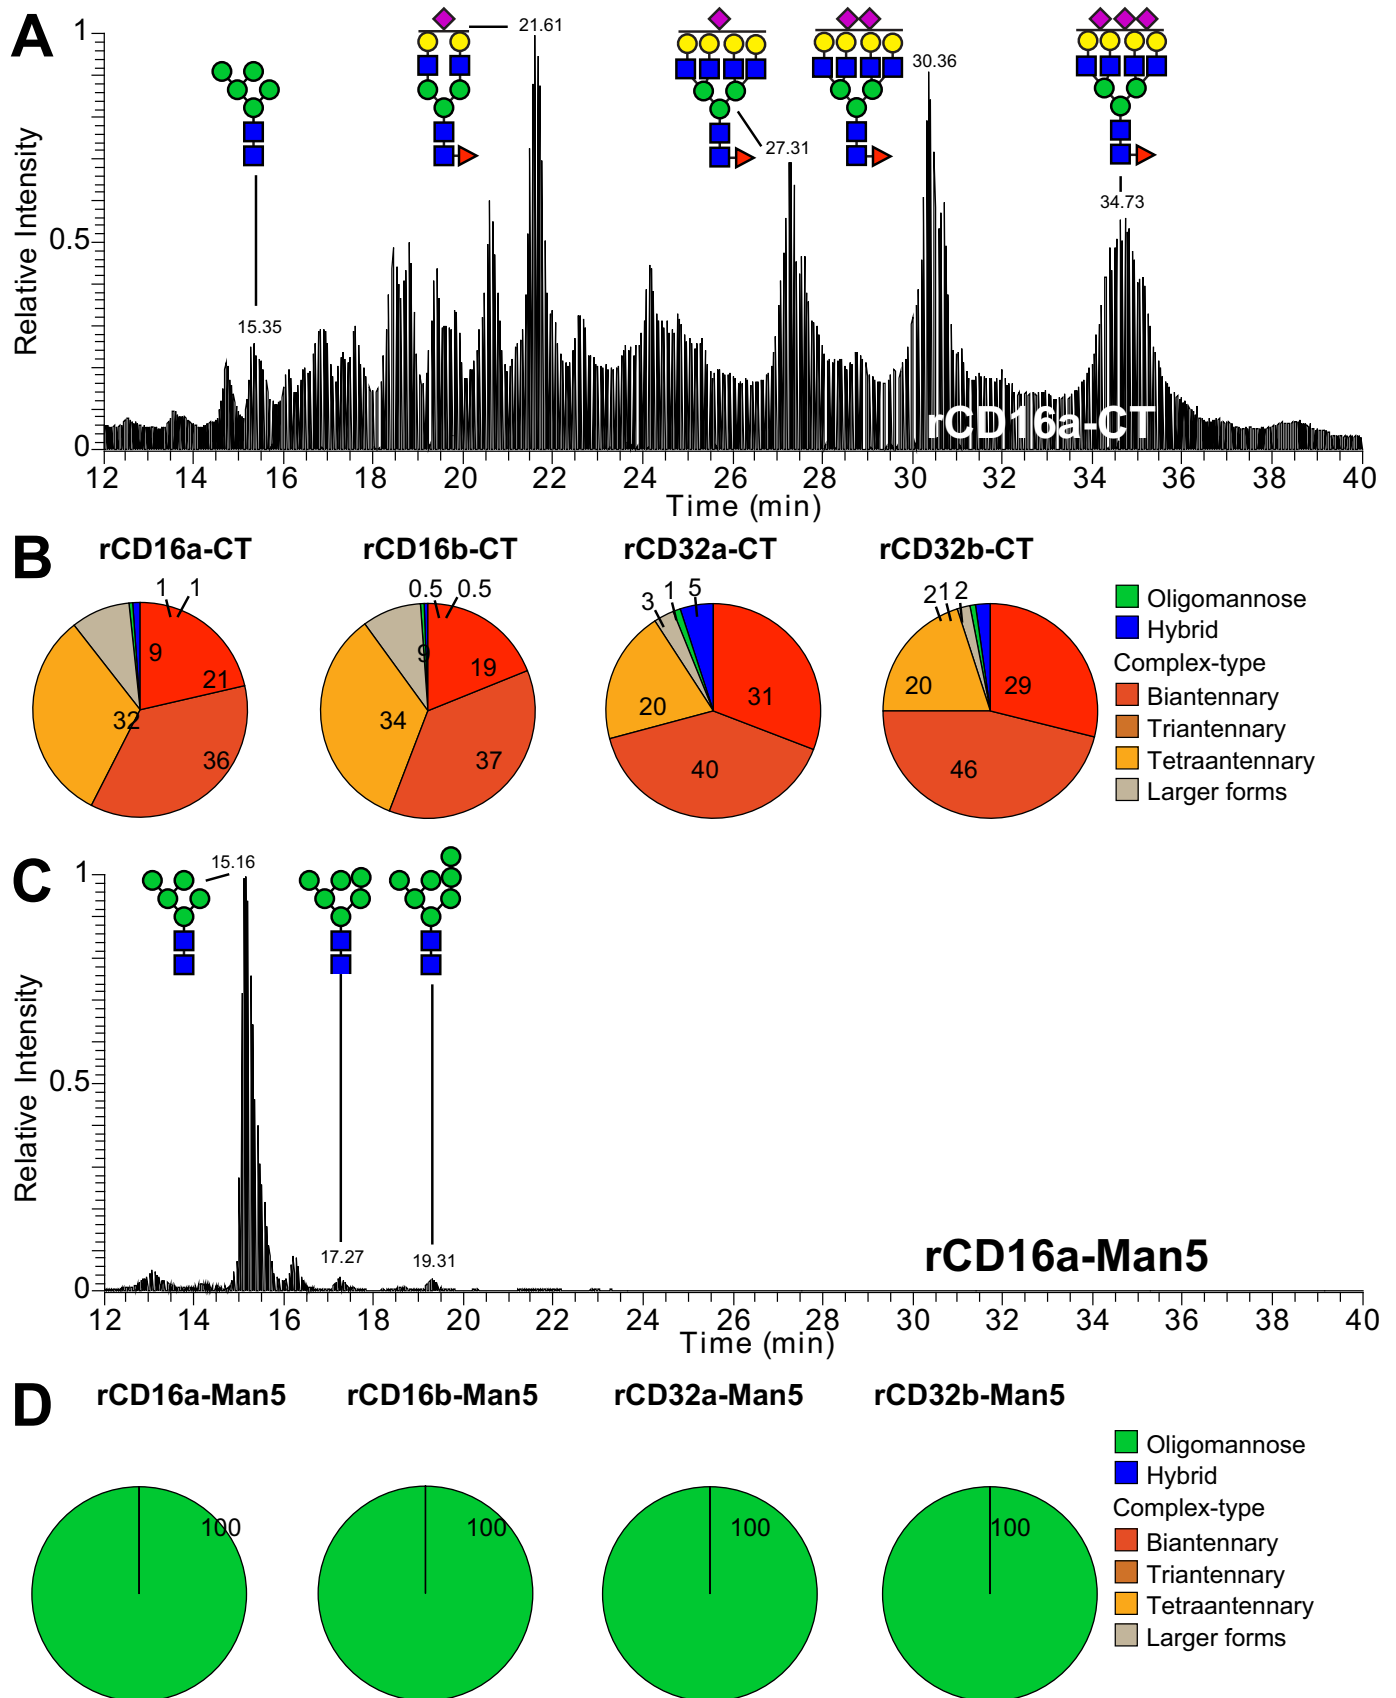 A
1
0.5
0
Relative Intensity
21.61
30.36
27.31
34.73
15.35
rCD16a-CT
12 14 16 18 20 22 24 26 28 30 32 34 36 38 40
Time (min)
B
rCD16a-CT
rCD16b-CT
rCD32a-CT
rCD32b-CT
1 1
9
21
32
36
0.5 0.5
9
19
34
37
3 1 5
31
20
40
2 1 2
29
20
46
Oligomannose
Hybrid
Complex-type
Biantennary
Triantennary
Tetraantennary
Larger forms
C
1
0.5
0
Relative Intensity
15.16
17.27
19.31
rCD16a-Man5
12 14 16 18 20 22 24 26 28 30 32 34 36 38 40
Time (min)
D
rCD16a-Man5
rCD16b-Man5
rCD32a-Man5
rCD32b-Man5
100
100
100
100
Oligomannose
Hybrid
Complex-type
Biantennary
Triantennary
Tetraantennary
Larger forms